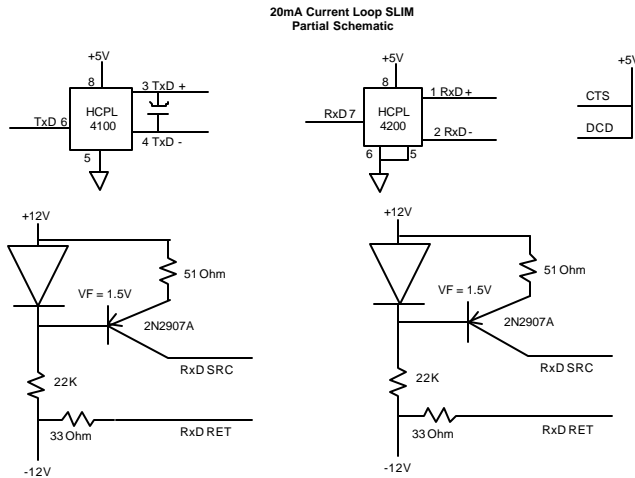 20mA Current Loop SLIM
Partial Schematic
+5V
8
3 TxD +
HCPL
4100
TxD 6
4 TxD -
5
+5V
8
1 RxD+
HCPL
4200
RxD 7
2 RxD-
6 5
+5V
CTS
DCD
+12V
51 Ohm
VF = 1.5V
2N2907A
RxD SRC
22K
RxD RET
33 Ohm
-12V
+12V
51 Ohm
VF = 1.5V
2N2907A
RxD SRC
22K
RxD RET
33 Ohm
-12V